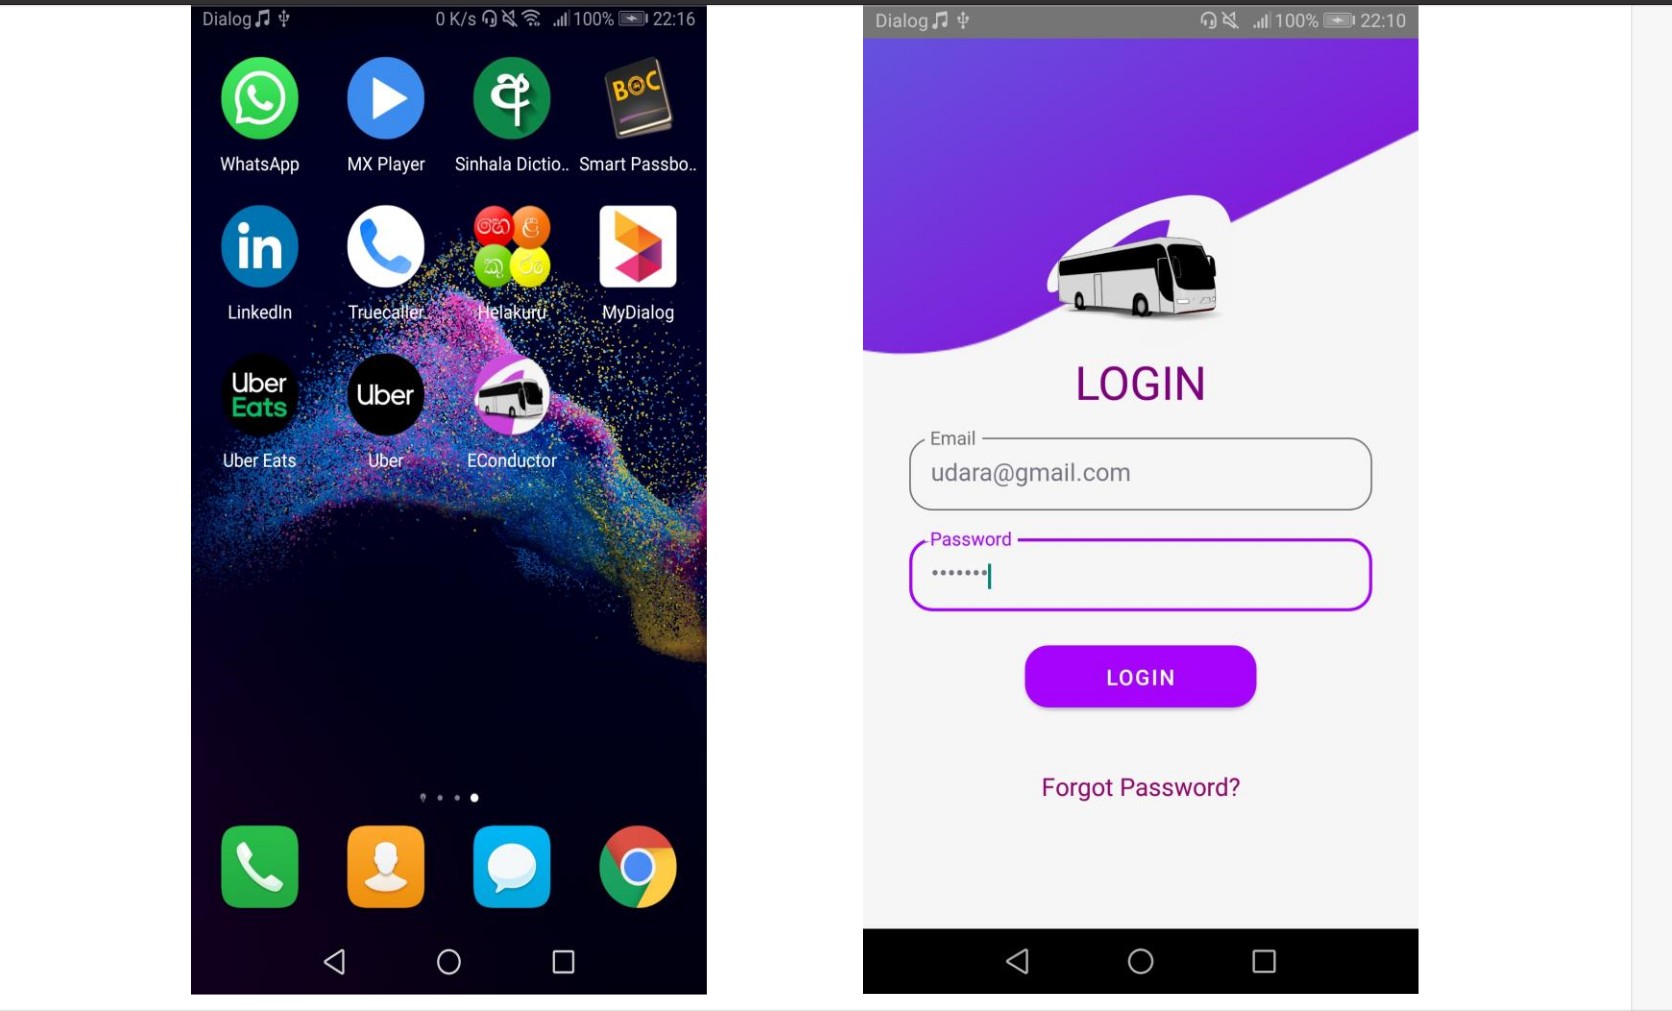 Dialog 0 K/s 100% 22:16
අ BOC
WhatsApp MX Player Sinhala Dictio.. Smart Passbo..
in හෙ ළ
කු රු
LinkedIn Truecaller Helakuru MyDialog
Uber Uber
Eats
Uber Eats Uber EConductor
Dialog 100% 22:10
LOGIN
Email
udara@gmail.com
Password
•••••••
LOGIN
Forgot Password?